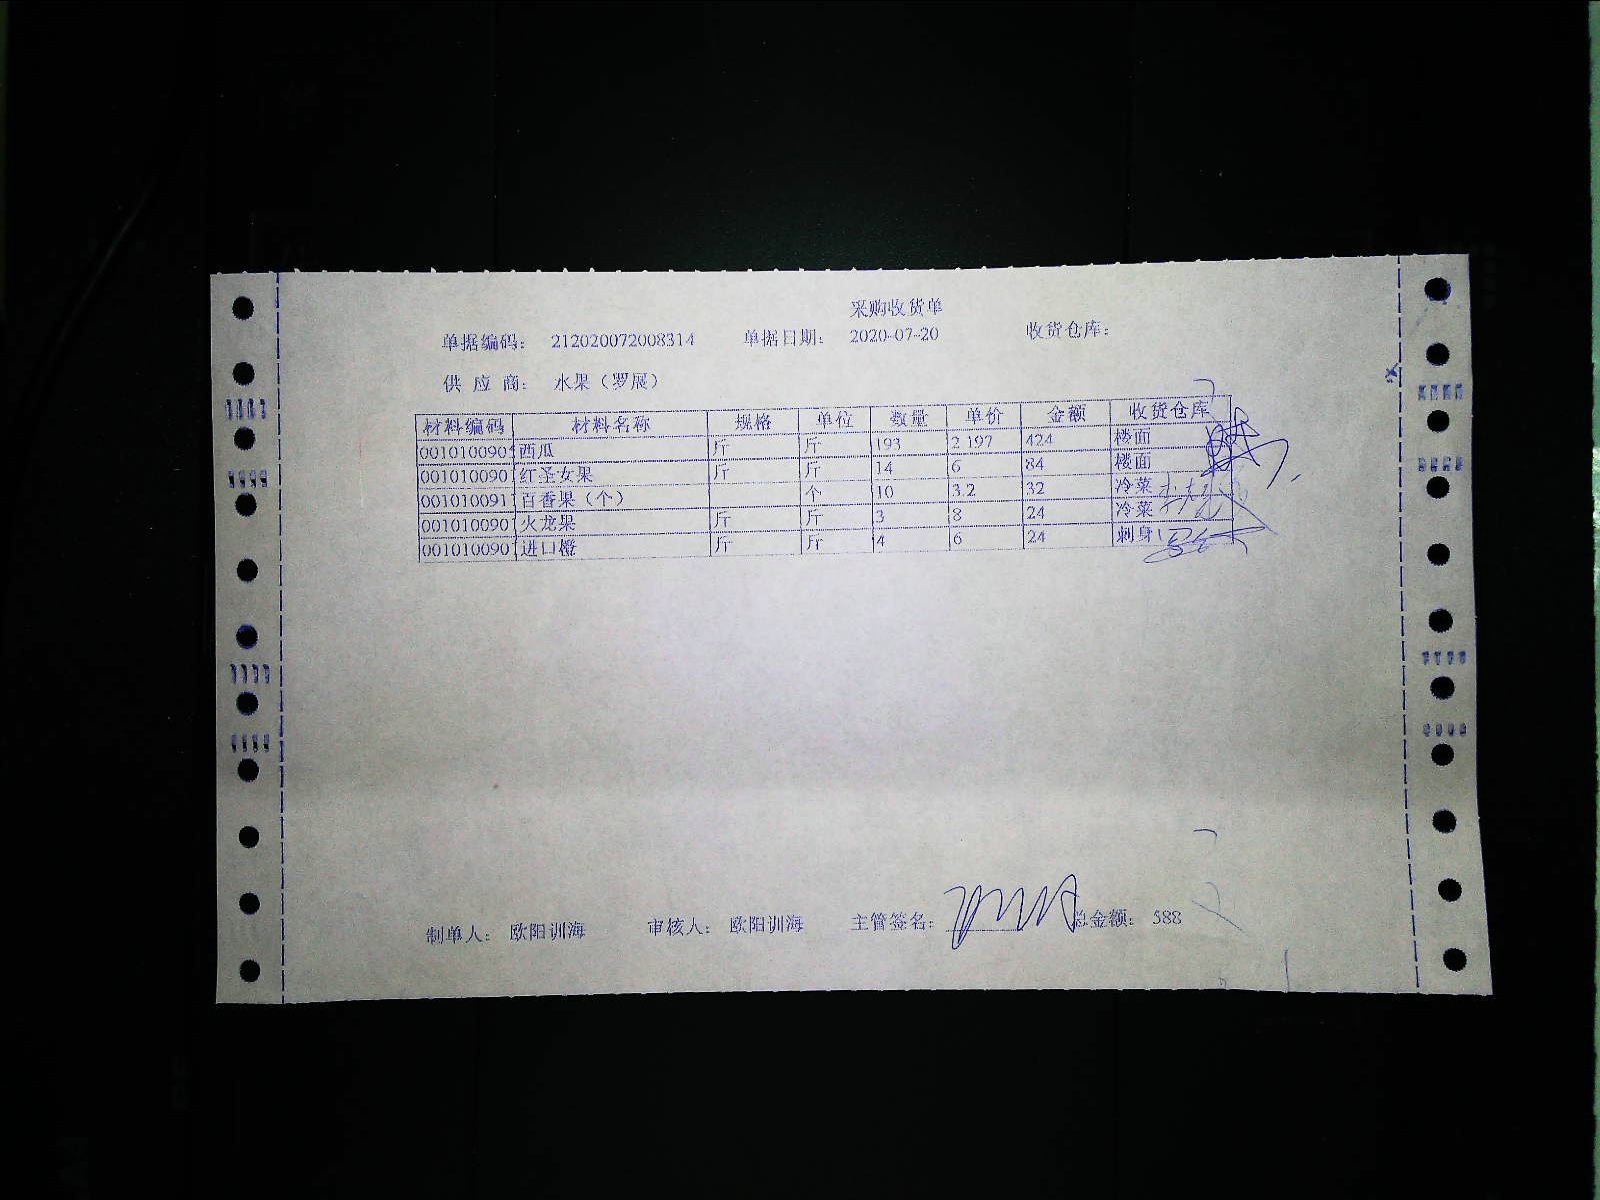 采购收货单
单据编码： 212020072008314 单据日期： 2020-07-20 收货仓库：
供 应 商： 水果（罗展）
材料编码 材料名称 规格 单位 数量 单价 金额 收货仓库
001010090 西瓜 斤 斤 193 2.197 424 楼面
001010090 红圣女果 斤 斤 14 6 84 楼面
001010091 百香果（个） 个 10 3.2 32 冷菜
001010090 火龙果 斤 斤 3 8 24 冷菜
001010090 进口橙 斤 斤 4 6 24 刺身
制单人： 欧阳训海 审核人： 欧阳训海 主管签名： 总金额： 588